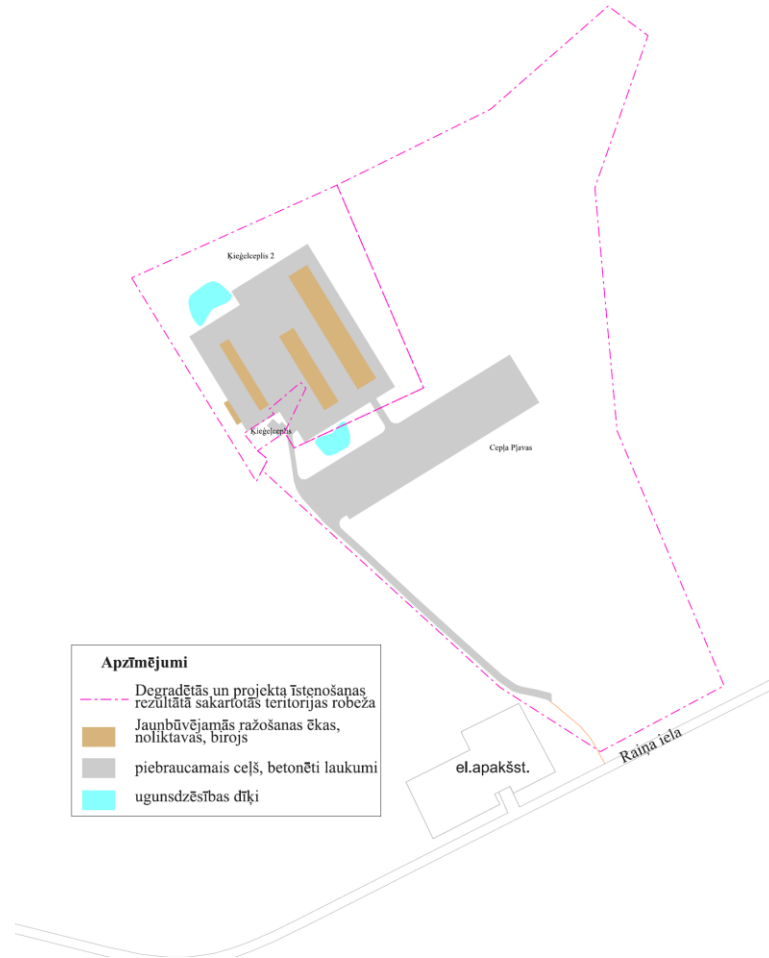 Ķieģelceplis 2
Ķieģelceplis
Cepļa Pļavas
Apzīmējumi
Degradētās un projekta īstenošanas
rezultātā sakartotās teritorijas robeža
Jaunbūvējamās ražošanas ēkas,
noliktavas, birojs
piebraucamais ceļš, betonēti laukumi
ugunsdzēsības dīķi
el.apakšst.
Raiņa iela